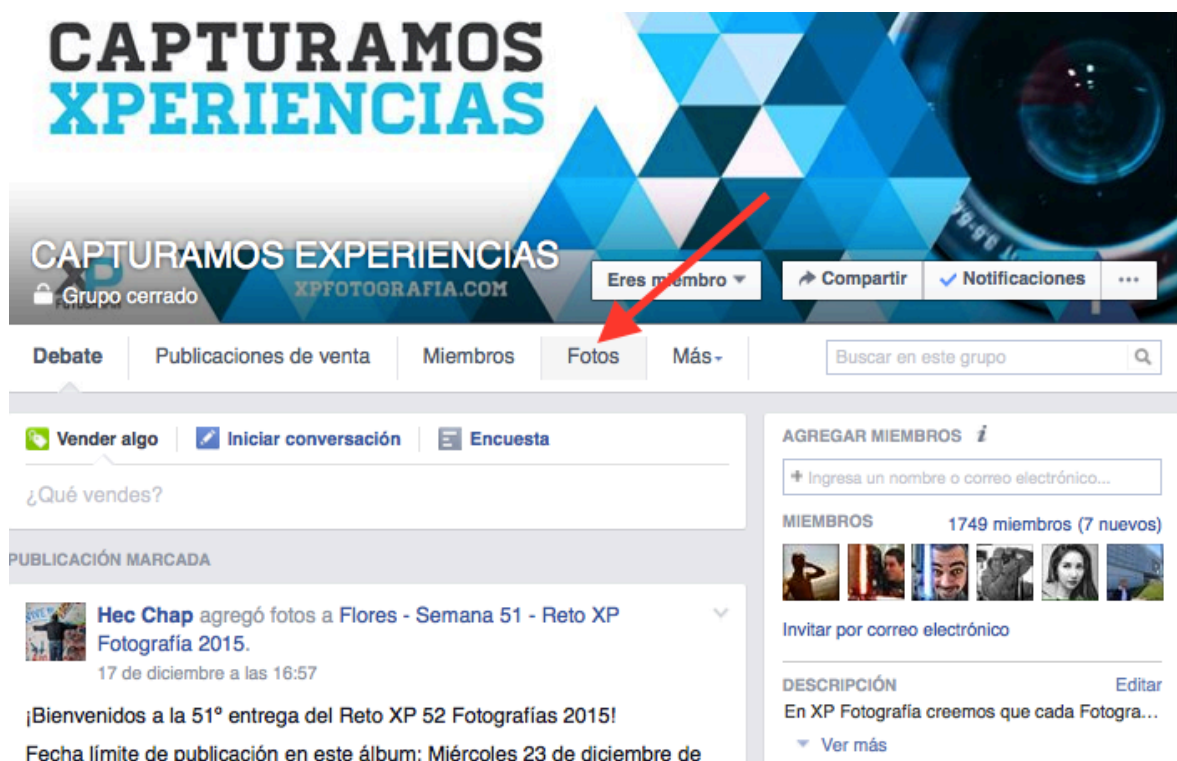 CAPTURAMOS
XPERIENCIAS
CAPTURAMOS EXPERIENCIAS
XP
FOTOGRAFIA
XPFOTOGRAFIA.COM
Grupo cerrado
Eres miembro
Compartir
Notificaciones
Debate
Publicaciones de venta
Miembros
Fotos
Más
Buscar en este grupo
Vender algo
Iniciar conversación
Encuesta
¿Qué vendes?
PUBLICACIÓN MARCADA
Hec Chap agregó fotos a Flores - Semana 51 - Reto XP
Fotografía 2015.
17 de diciembre a las 16:57
¡Bienvenidos a la 51º entrega del Reto XP 52 Fotografías 2015!
Fecha límite de publicación en este álbum: Miércoles 23 de diciembre de
AGREGAR MIEMBROS i
+ Ingresa un nombre o correo electrónico...
MIEMBROS
1749 miembros (7 nuevos)
Invitar por correo electrónico
DESCRIPCIÓN
Editar
En XP Fotografía creemos que cada Fotogra...
Ver más